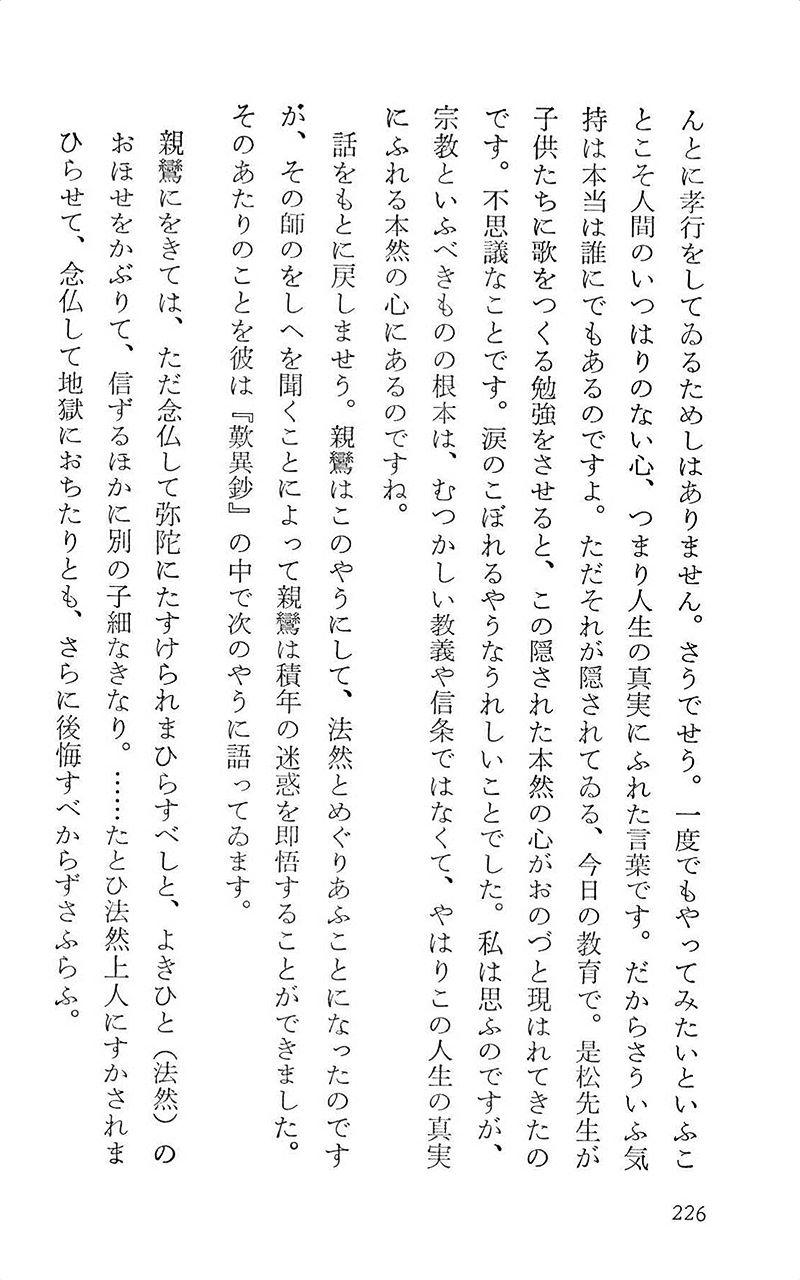 んとに孝行をしてゐるためしはありません。さうでせう。一度でもやってみたいといふこ
とこそ人間のいつはりのない心、つまり人生の真実にふれた言葉です。だからさういふ気
持は本当は誰にでもあるのですよ。ただそれが隠されてゐる、今日の教育で。是松先生が
子供たちに歌をつくる勉強をさせると、この隠された本然の心がおのづと現はれてきたの
です。不思議なことです。涙のこぼれるやうなうれしいことでした。私は思ふのですが、
宗教といふべきものの根本は、むつかしい教義や信条ではなくて、やはりこの人生の真実
にふれる本然の心にあるのですね。
話をもとに戻しませう。親鸞はこのやうにして、法然とめぐりあふことになったのです
が、その師のをしへを聞くことによって親鸞は積年の迷惑を即悟することができました。
そのあたりのことを彼は『歎異鈔』の中で次のやうに語ってゐます。
親鸞にをきては、ただ念仏して弥陀にたすけられまひらすべしと、よきひと（法然）の
おほせをかぶりて、信ずるほかに別の子細なきなり。……たとひ法然上人にすかされま
ひらせて、念仏して地獄におちたりとも、さらに後悔すべからずさふらふ。
226